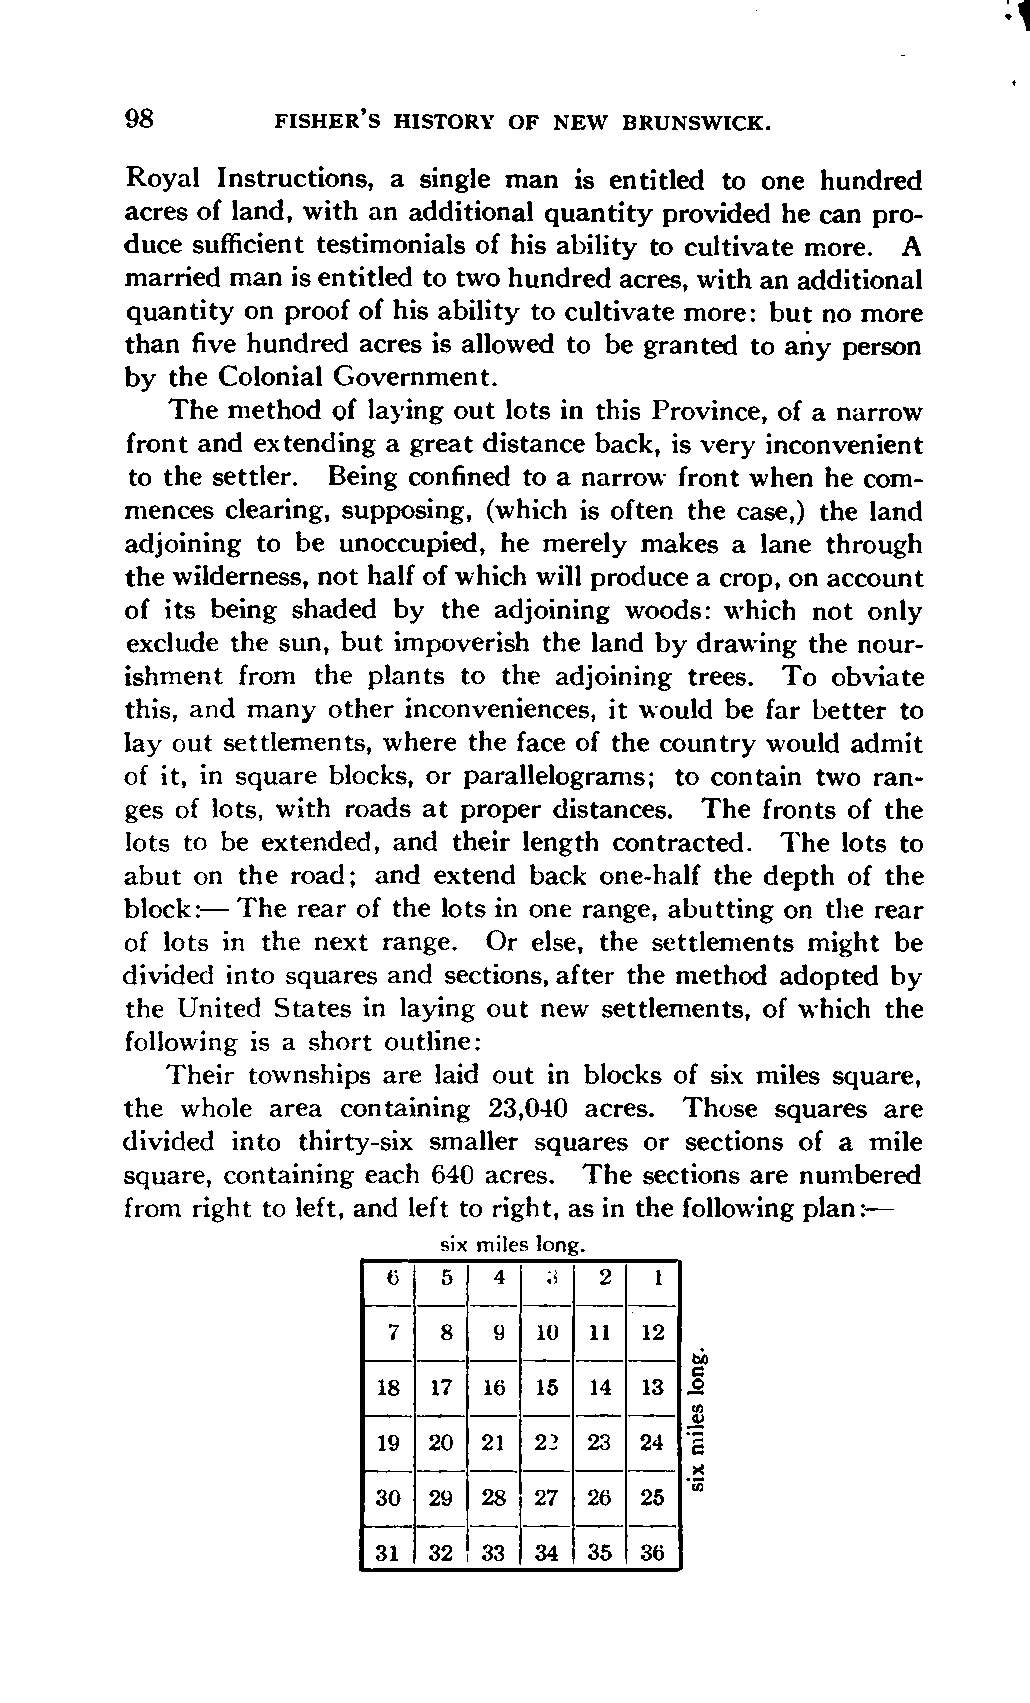 98 FISHER'S HISTORY OF NEW BRUNSWICK.
Royal Instructions, a single man is entitled to one hundred
acres of land, with an additional quantity provided he can pro-
duce sufficient testimonials of his ability to cultivate more. A
married man is entitled to two hundred acres, with an additional
quantity on proof of his ability to cultivate more: but no more
than five hundred acres is allowed to be granted to any person
by the Colonial Government.
The method of laying out lots in this Province, of a narrow
front and extending a great distance back, is very inconvenient
to the settler. Being confined to a narrow front when he com-
mences clearing, supposing, (which is often the case,) the land
adjoining to be unoccupied, he merely makes a lane through
the wilderness, not half of which will produce a crop, on account
of its being shaded by the adjoining woods: which not only
exclude the sun, but impoverish the land by drawing the nour-
ishment from the plants to the adjoining trees. To obviate
this, and many other inconveniences, it would be far better to
lay out settlements, where the face of the country would admit
of it, in square blocks, or parallelograms; to contain two ran-
ges of lots, with roads at proper distances. The fronts of the
lots to be extended, and their length contracted. The lots to
abut on the road; and extend back one-half the depth of the
block:— The rear of the lots in one range, abutting on the rear
of lots in the next range. Or else, the settlements might be
divided into squares and sections, after the method adopted by
the United States in laying out new settlements, of which the
following is a short outline:
Their townships are laid out in blocks of six miles square,
the whole area containing 23,040 acres. Those squares are
divided into thirty-six smaller squares or sections of a mile
square, containing each 640 acres. The sections are numbered
from right to left, and left to right, as in the following plan:—
six miles long.
6 5 4 3 2 1
7 8 9 10 11 12
18 17 16 15 14 13
19 20 21 22 23 24
30 29 28 27 26 25
31 32 33 34 35 36
six miles long.